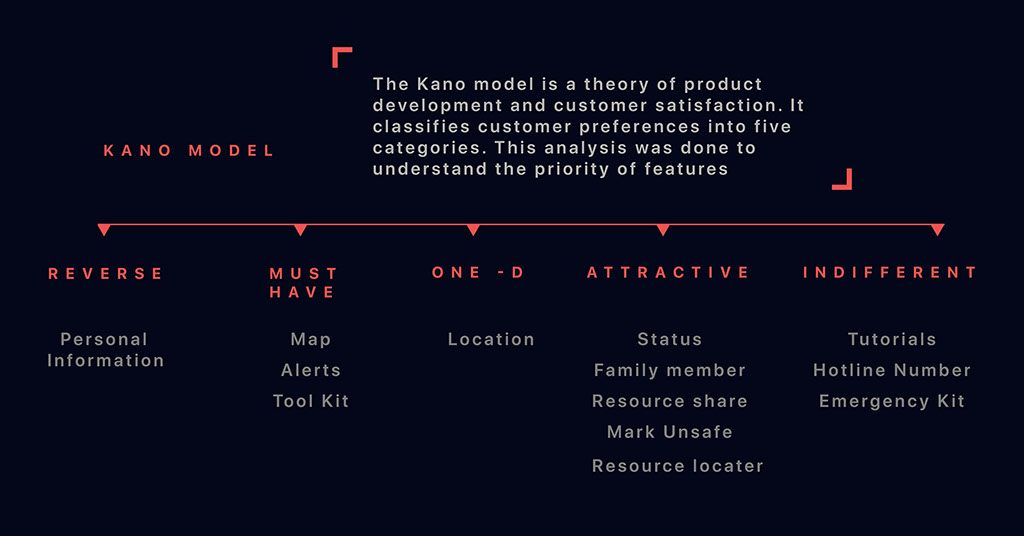 The Kano model is a theory of product
development and customer satisfaction. It
classifies customer preferences into five
categories. This analysis was done to
understand the priority of features
KANO MODEL
REVERSE
Personal
Information
MUST
HAVE
Map
Alerts
Tool Kit
ONE -D
Location
ATTRACTIVE
Status
Family member
Resource share
Mark Unsafe
Resource locater
INDIFFERENT
Tutorials
Hotline Number
Emergency Kit